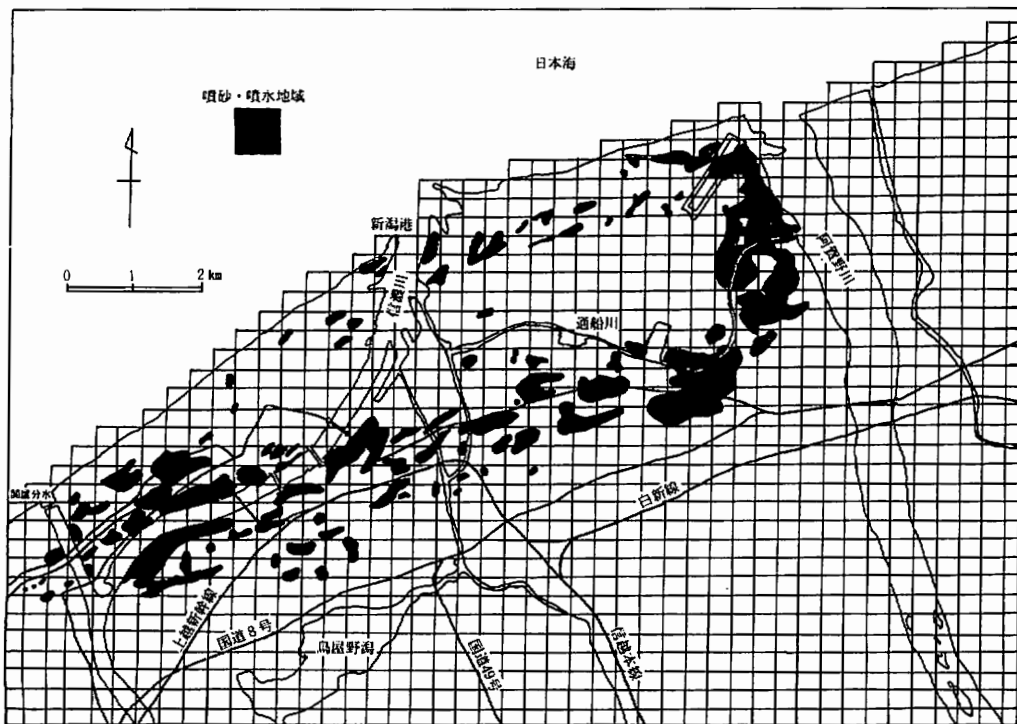 日本海
噴砂・噴水地域
新潟港
0 1 2 km
信濃川
阿賀野川
通船川
関屋分水
白新線
上越新幹線
国道8号
鳥屋野潟
国道49号
信越本線